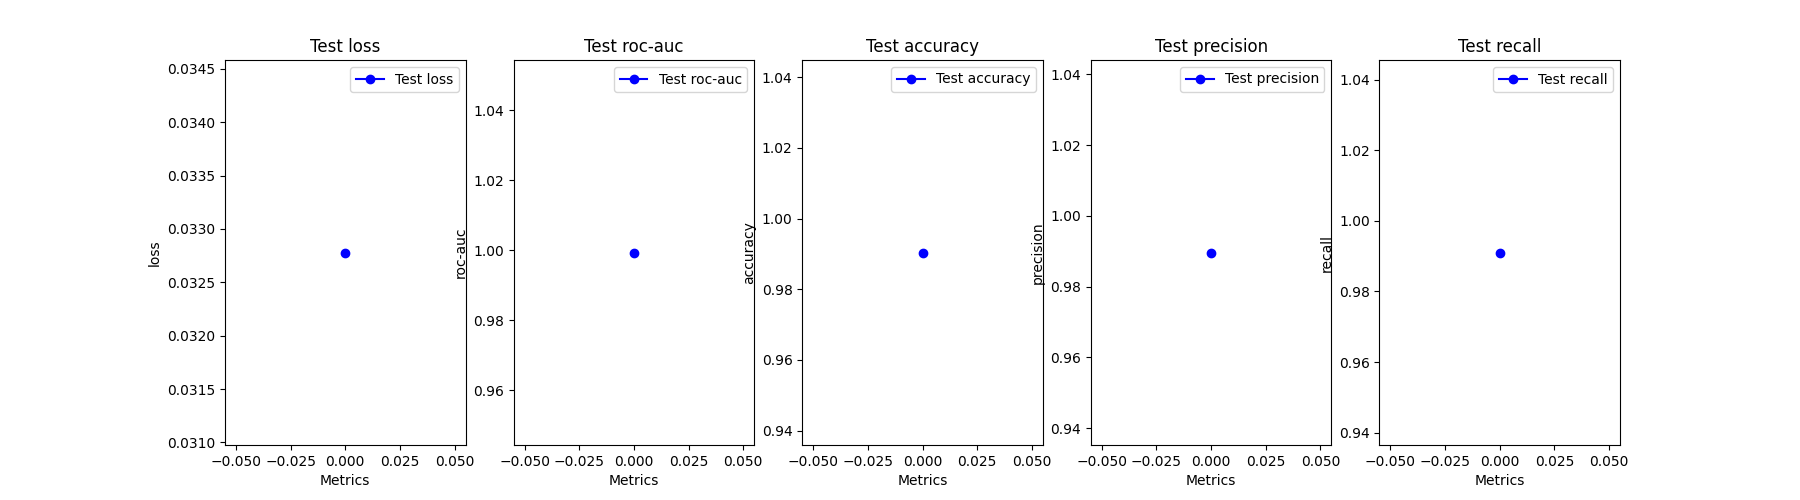 Test loss
Test loss
0.0345
0.0340
0.0335
0.0330
0.0325
0.0320
0.0315
0.0310
loss
−0.050 −0.025 0.000 0.025 0.050
Metrics
Test roc-auc
Test roc-auc
1.04
1.02
1.00
0.98
0.96
roc-auc
−0.050 −0.025 0.000 0.025 0.050
Metrics
Test accuracy
Test accuracy
1.04
1.02
1.00
0.98
0.96
0.94
accuracy
−0.050 −0.025 0.000 0.025 0.050
Metrics
Test precision
Test precision
1.04
1.02
1.00
0.98
0.96
0.94
precision
−0.050 −0.025 0.000 0.025 0.050
Metrics
Test recall
Test recall
1.04
1.02
1.00
0.98
0.96
0.94
recall
−0.050 −0.025 0.000 0.025 0.050
Metrics